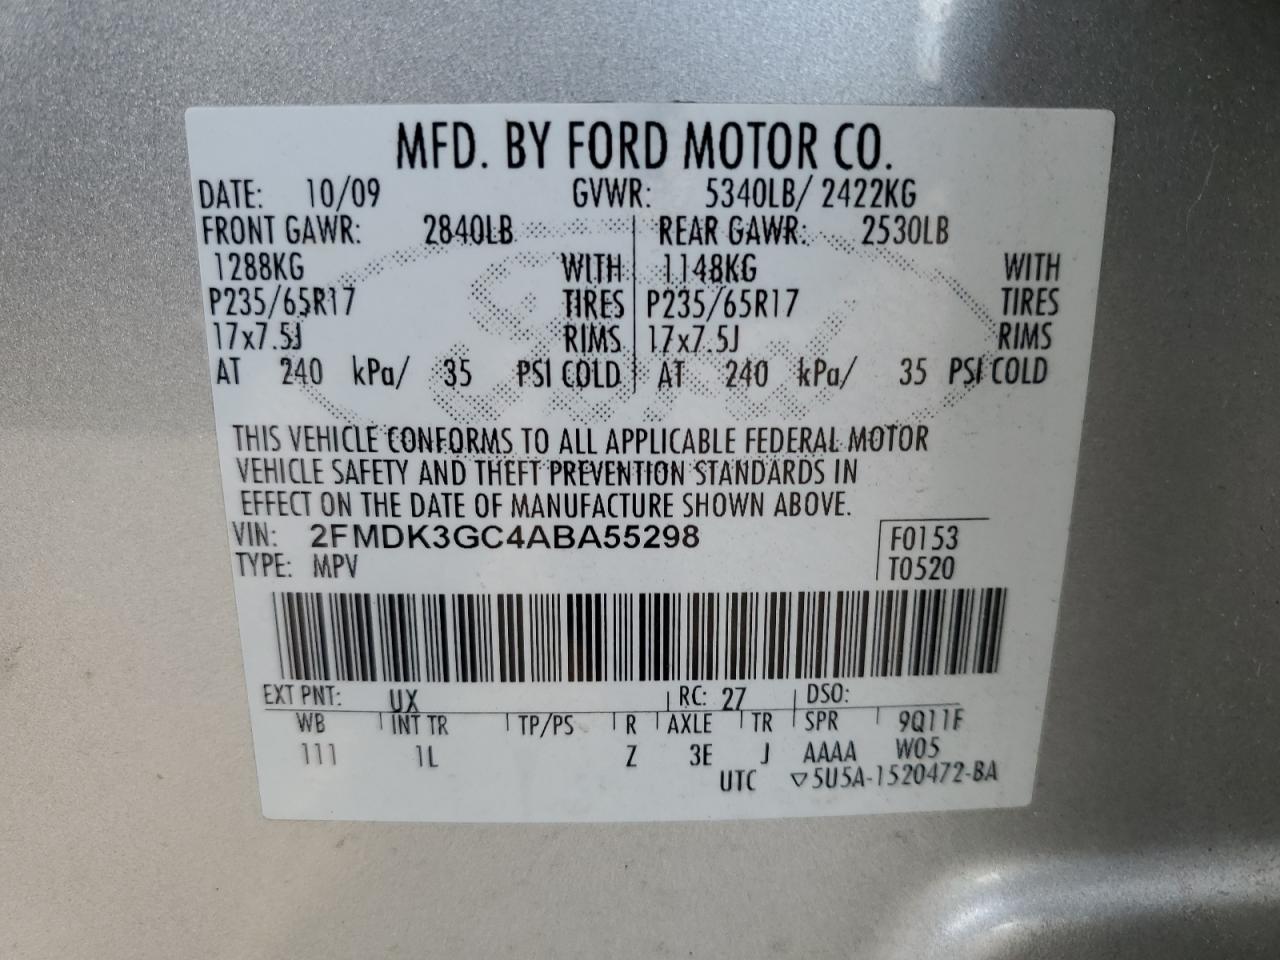 MFD. BY FORD MOTOR CO.
DATE: 10/09 GVWR: 5340LB/ 2422KG
FRONT GAWR: 2840LB REAR GAWR: 2530LB
1288KG WITH 1148KG WITH
P235/65R17 TIRES P235/65R17 TIRES
17x7.5J RIMS 17x7.5J RIMS
AT 240 kPa/ 35 PSI COLD AT 240 kPa/ 35 PSI COLD
THIS VEHICLE CONFORMS TO ALL APPLICABLE FEDERAL MOTOR
VEHICLE SAFETY AND THEFT PREVENTION STANDARDS IN
EFFECT ON THE DATE OF MANUFACTURE SHOWN ABOVE.
VIN: 2FMDK3GC4ABA55298 F0153
TYPE: MPV T0520
EXT PNT: UX RC: 27 DSO:
WB INT TR TP/PS R AXLE TR SPR 9Q11F
111 1L Z 3E J AAAA W05
UTC ▽5U5A-1520472-BA